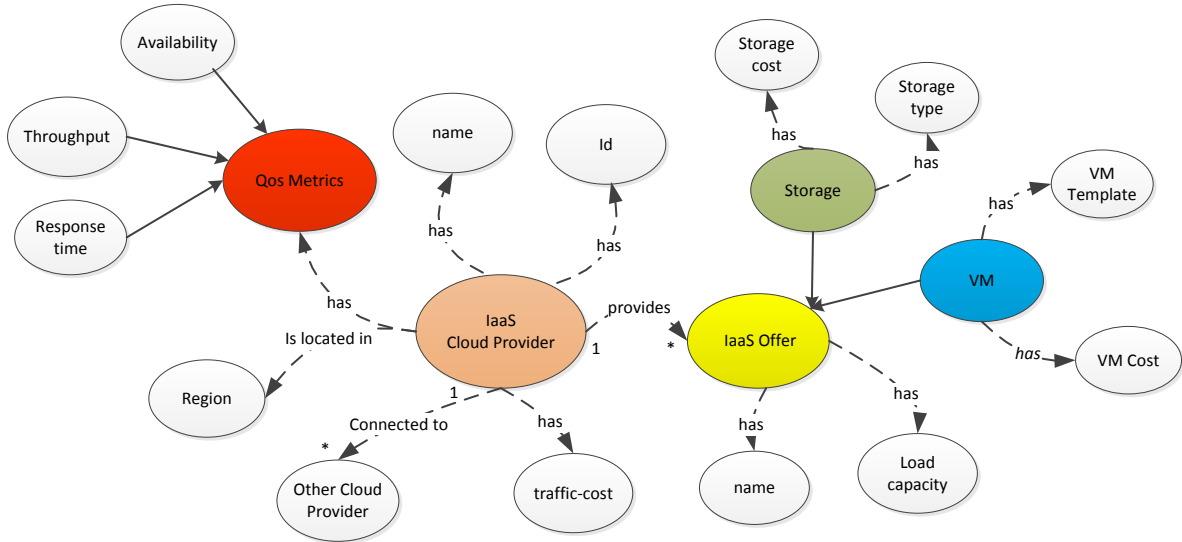 Availability
Storage
cost
Storage
type
Throughput
name
Id
has
Qos Metrics
has
Storage
VM
Template
has
Response
time
has
has
VM
has
provides
IaaS
Cloud Provider
Is located in
1
*
IaaS Offer
has
VM Cost
Region
1
has
Connected to
has
has
*
Other Cloud
Provider
traffic-cost
name
Load
capacity